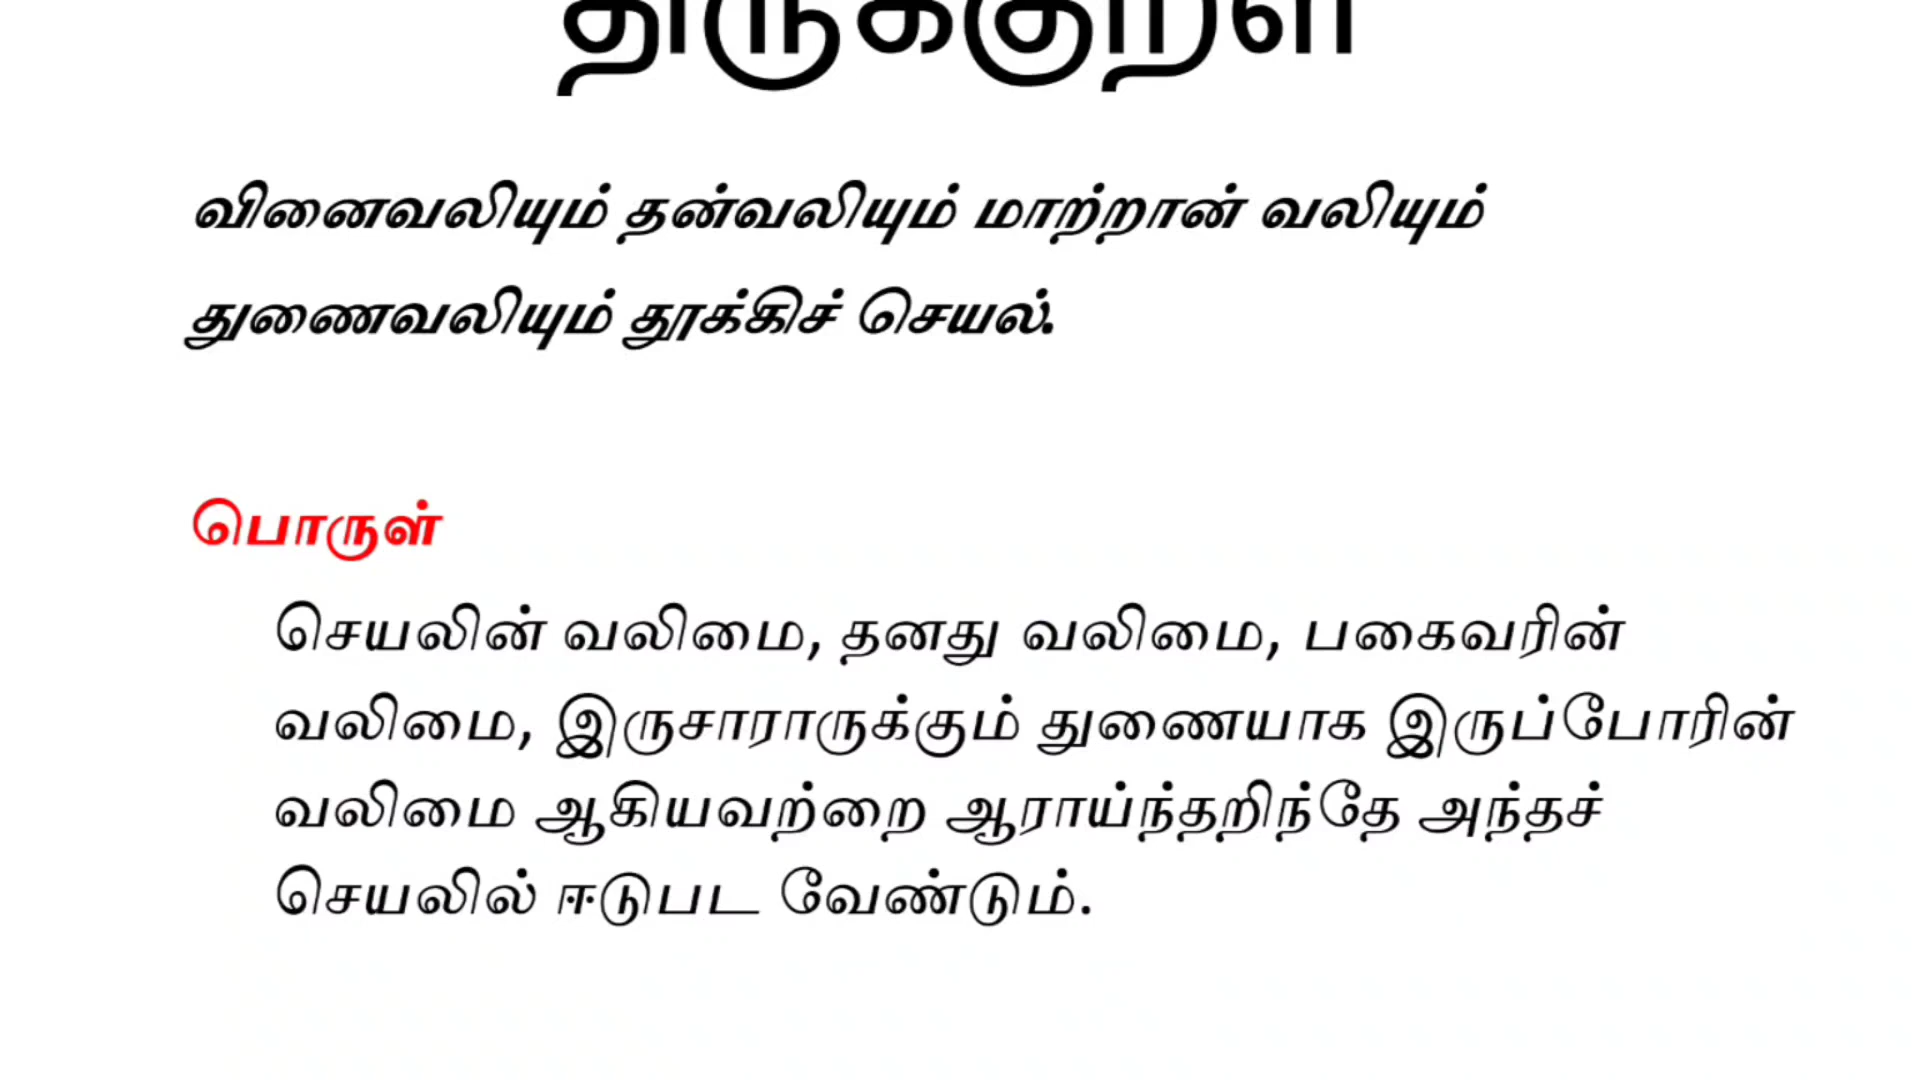 திருக்குறள்
வினைவலியும் தன்வலியும் மாற்றான் வலியும்
துணைவலியும் தூக்கிச் செயல்.
பொருள்
செயலின் வலிமை, தனது வலிமை, பகைவரின்
வலிமை, இருசாராருக்கும் துணையாக இருப்போரின்
வலிமை ஆகியவற்றை ஆராய்ந்தறிந்தே அந்தச்
செயலில் ஈடுபட வேண்டும்.